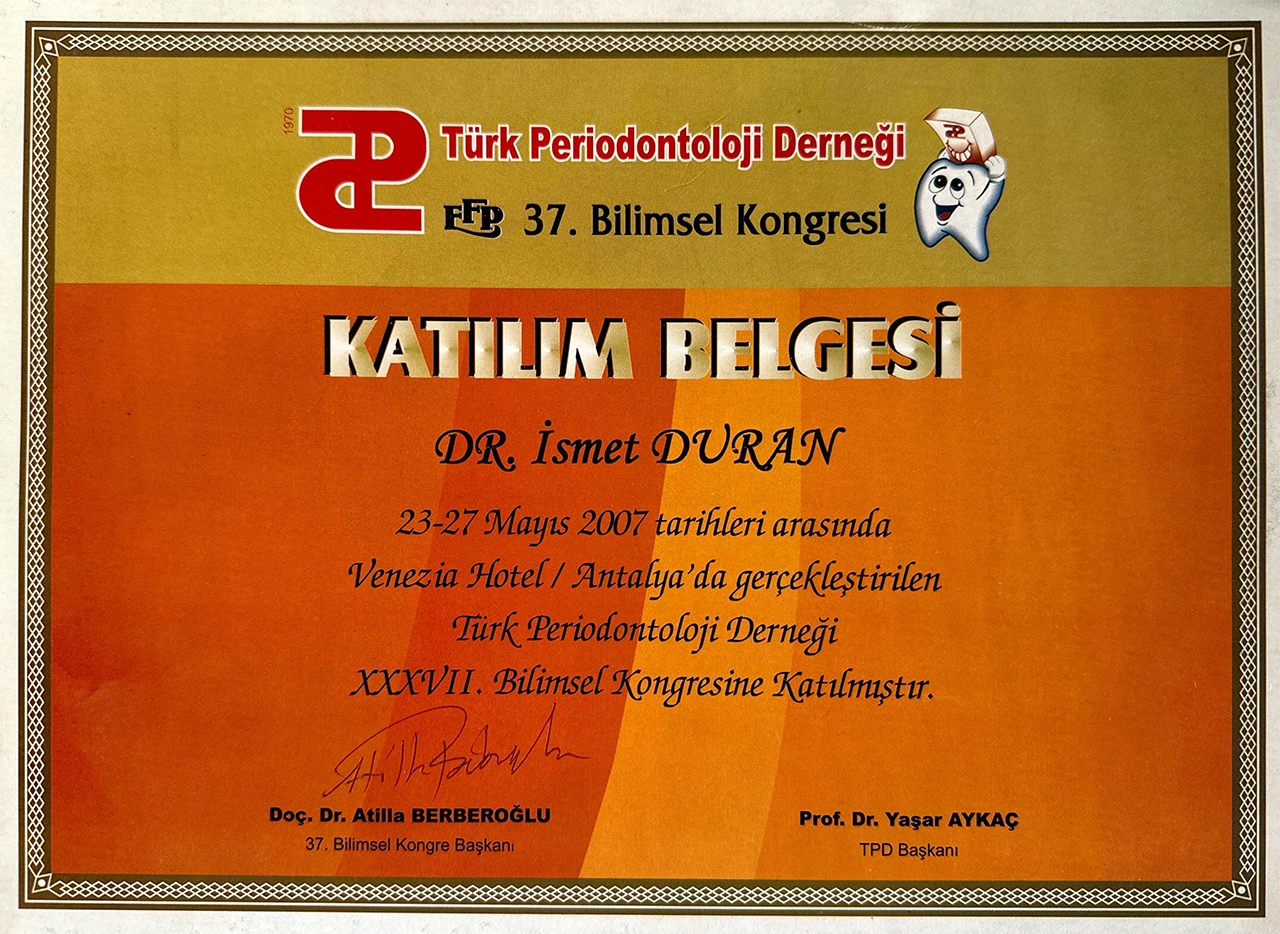 1970
Türk Periodontoloji Derneği
EFP 37. Bilimsel Kongresi
KATILIM BELGESİ
DR. İsmet DURAN
23-27 Mayıs 2007 tarihleri arasında
Venezia Hotel / Antalya'da gerçekleştirilen
Türk Periodontoloji Derneği
XXXVII. Bilimsel Kongresine Katılmıştır.
Doç. Dr. Atilla BERBEROĞLU
37. Bilimsel Kongre Başkanı
Prof. Dr. Yaşar AYKAÇ
TPD Başkanı